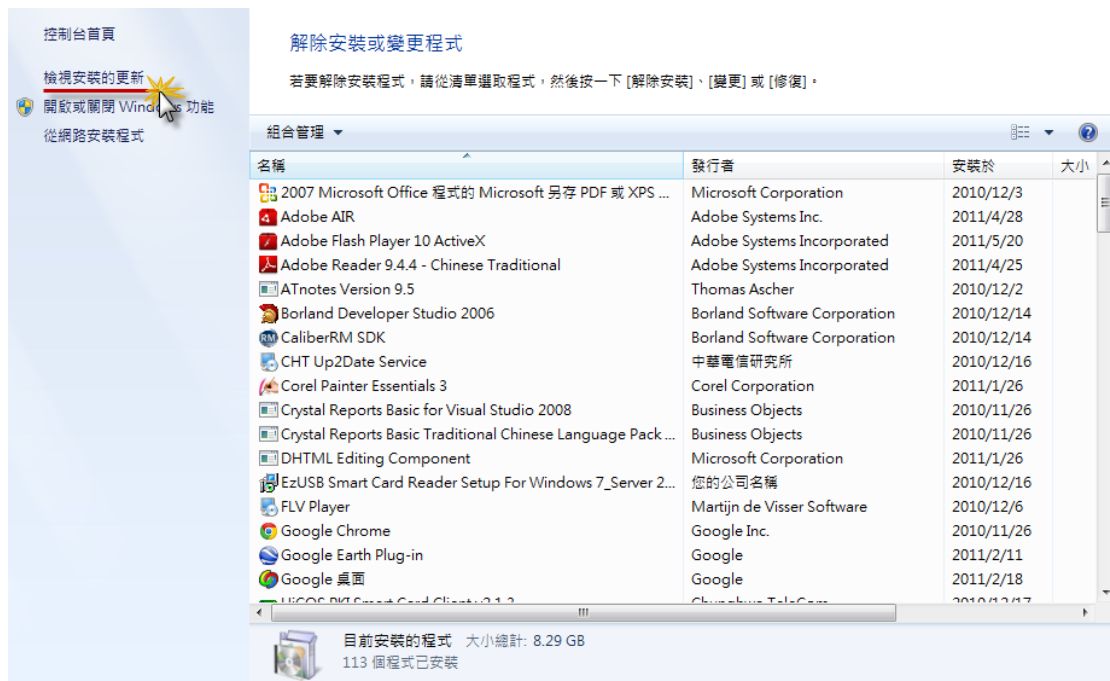 控制台首頁
檢視安裝的更新
開啟或關閉 Windows 功能
從網路安裝程式
解除安裝或變更程式
若要解除安裝程式，請從清單選取程式，然後按一下 [解除安裝]、[變更] 或 [修復]。
組合管理
名稱 發行者 安裝於 大小
2007 Microsoft Office 程式的 Microsoft 另存 PDF 或 XPS ... Microsoft Corporation 2010/12/3
Adobe AIR Adobe Systems Inc. 2011/4/28
Adobe Flash Player 10 ActiveX Adobe Systems Incorporated 2011/5/20
Adobe Reader 9.4.4 - Chinese Traditional Adobe Systems Incorporated 2011/4/25
ATnotes Version 9.5 Thomas Ascher 2010/12/2
Borland Developer Studio 2006 Borland Software Corporation 2010/12/14
CaliberRM SDK Borland Software Corporation 2010/12/14
CHT Up2Date Service 中華電信研究所 2010/12/16
Corel Painter Essentials 3 Corel Corporation 2011/1/26
Crystal Reports Basic for Visual Studio 2008 Business Objects 2010/11/26
Crystal Reports Basic Traditional Chinese Language Pack ... Business Objects 2010/11/26
DHTML Editing Component Microsoft Corporation 2011/1/26
EzUSB Smart Card Reader Setup For Windows 7_Server 2... 您的公司名稱 2010/12/16
FLV Player Martijn de Visser Software 2010/12/6
Google Chrome Google Inc. 2010/11/26
Google Earth Plug-in Google 2011/2/11
Google 桌面 Google 2011/2/18
HiCOS PKI Smart Card Client v2.1.2 Chunghwa TeleCom 2010/12/17
目前安裝的程式 大小總計: 8.29 GB
113 個程式已安裝